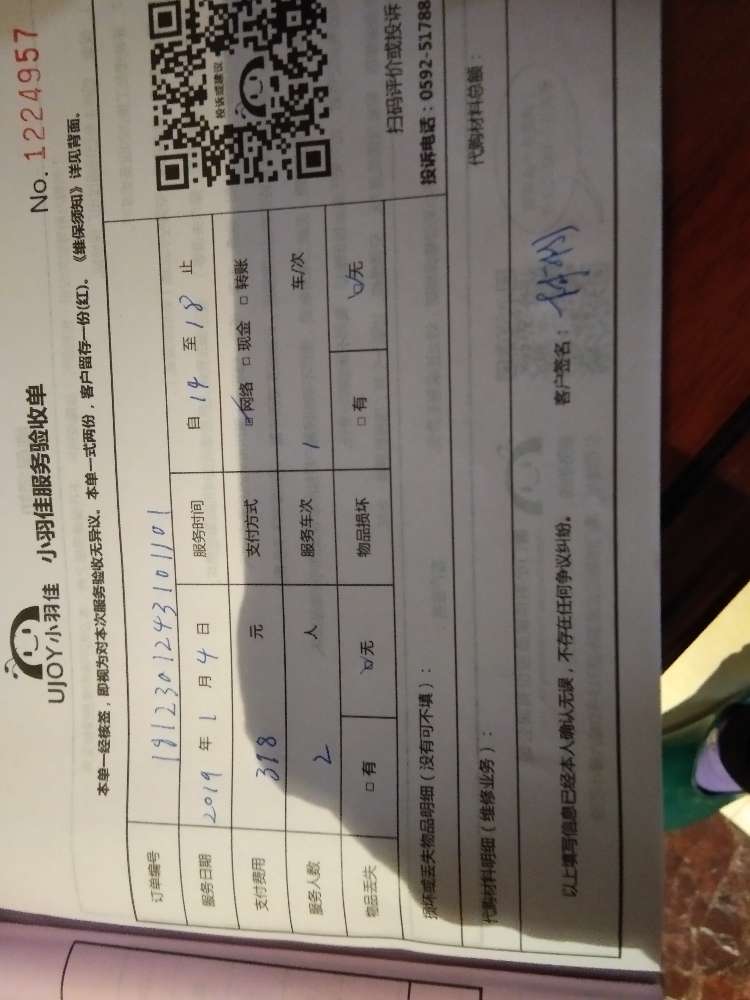 UJOY小羽佳 小羽佳服务验收单
No. 1224957
本单一经核签，即视为对本次服务验收无异议。本单一式两份，客户留存一份(红)。《维保须知》详见背面。
订单编号 181230124310110１
服务日期 2019 年 1 月 4 日 服务时间 自 14 至 18 止
支付费用 398 元 支付方式 ☑网络 □现金 □转账
服务人数 2 人 服务车次 1 车/次
物品丢失 □有 ☑无 物品损坏 □有 ☑无
投诉或建议
扫码评价或投诉
投诉电话：0592-51788
损坏或丢失物品明细（没有可不填）：
代购材料明细（维修业务）： 代购材料总额：
以上填写信息已经本人确认无误，不存在任何争议纠纷。 客户签名：